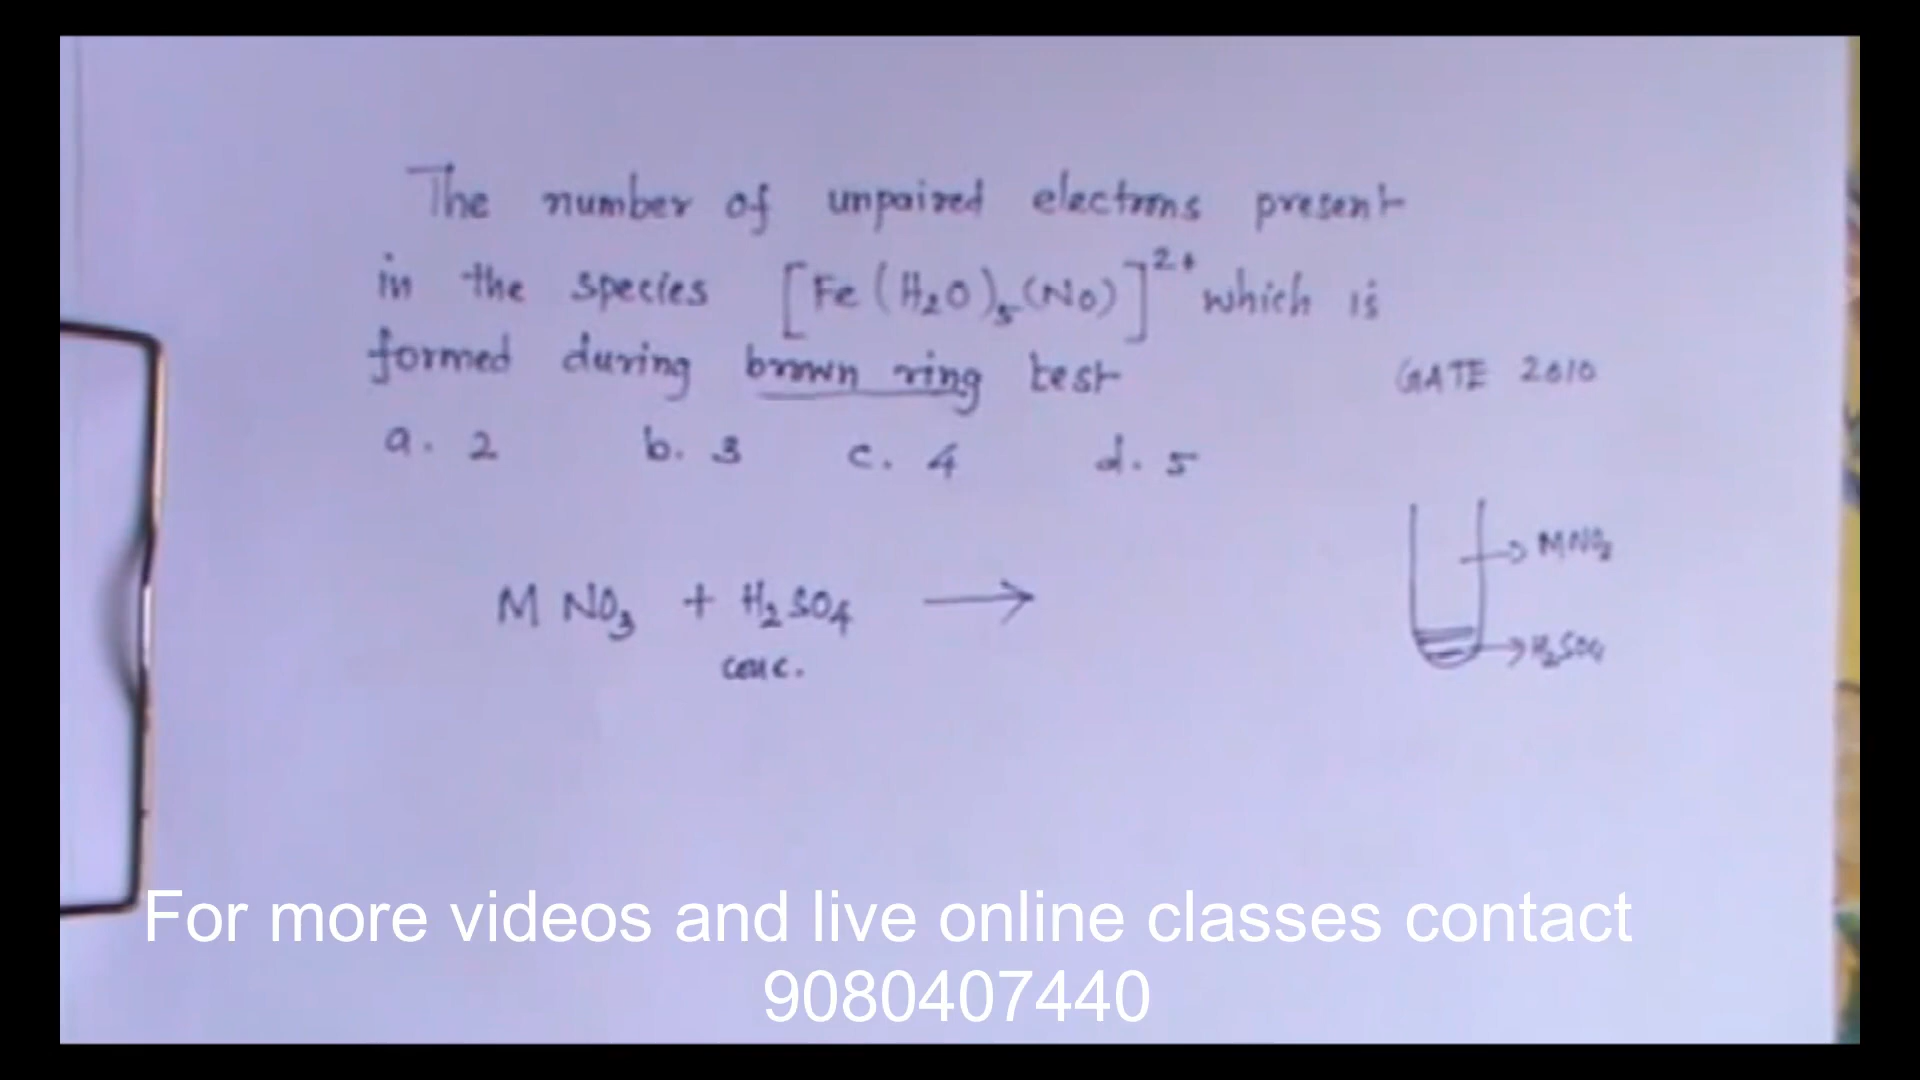 The number of unpaired electrons present
in the species [Fe(H₂O)₅(NO)]²⁺ which is
formed during brown ring test
GATE 2010
a. 2 b. 3 c. 4 d. 5
MNO₃ + H₂SO₄ →
conc.
→ MNO₂
→ H₂SO₄
For more videos and live online classes contact
9080407440